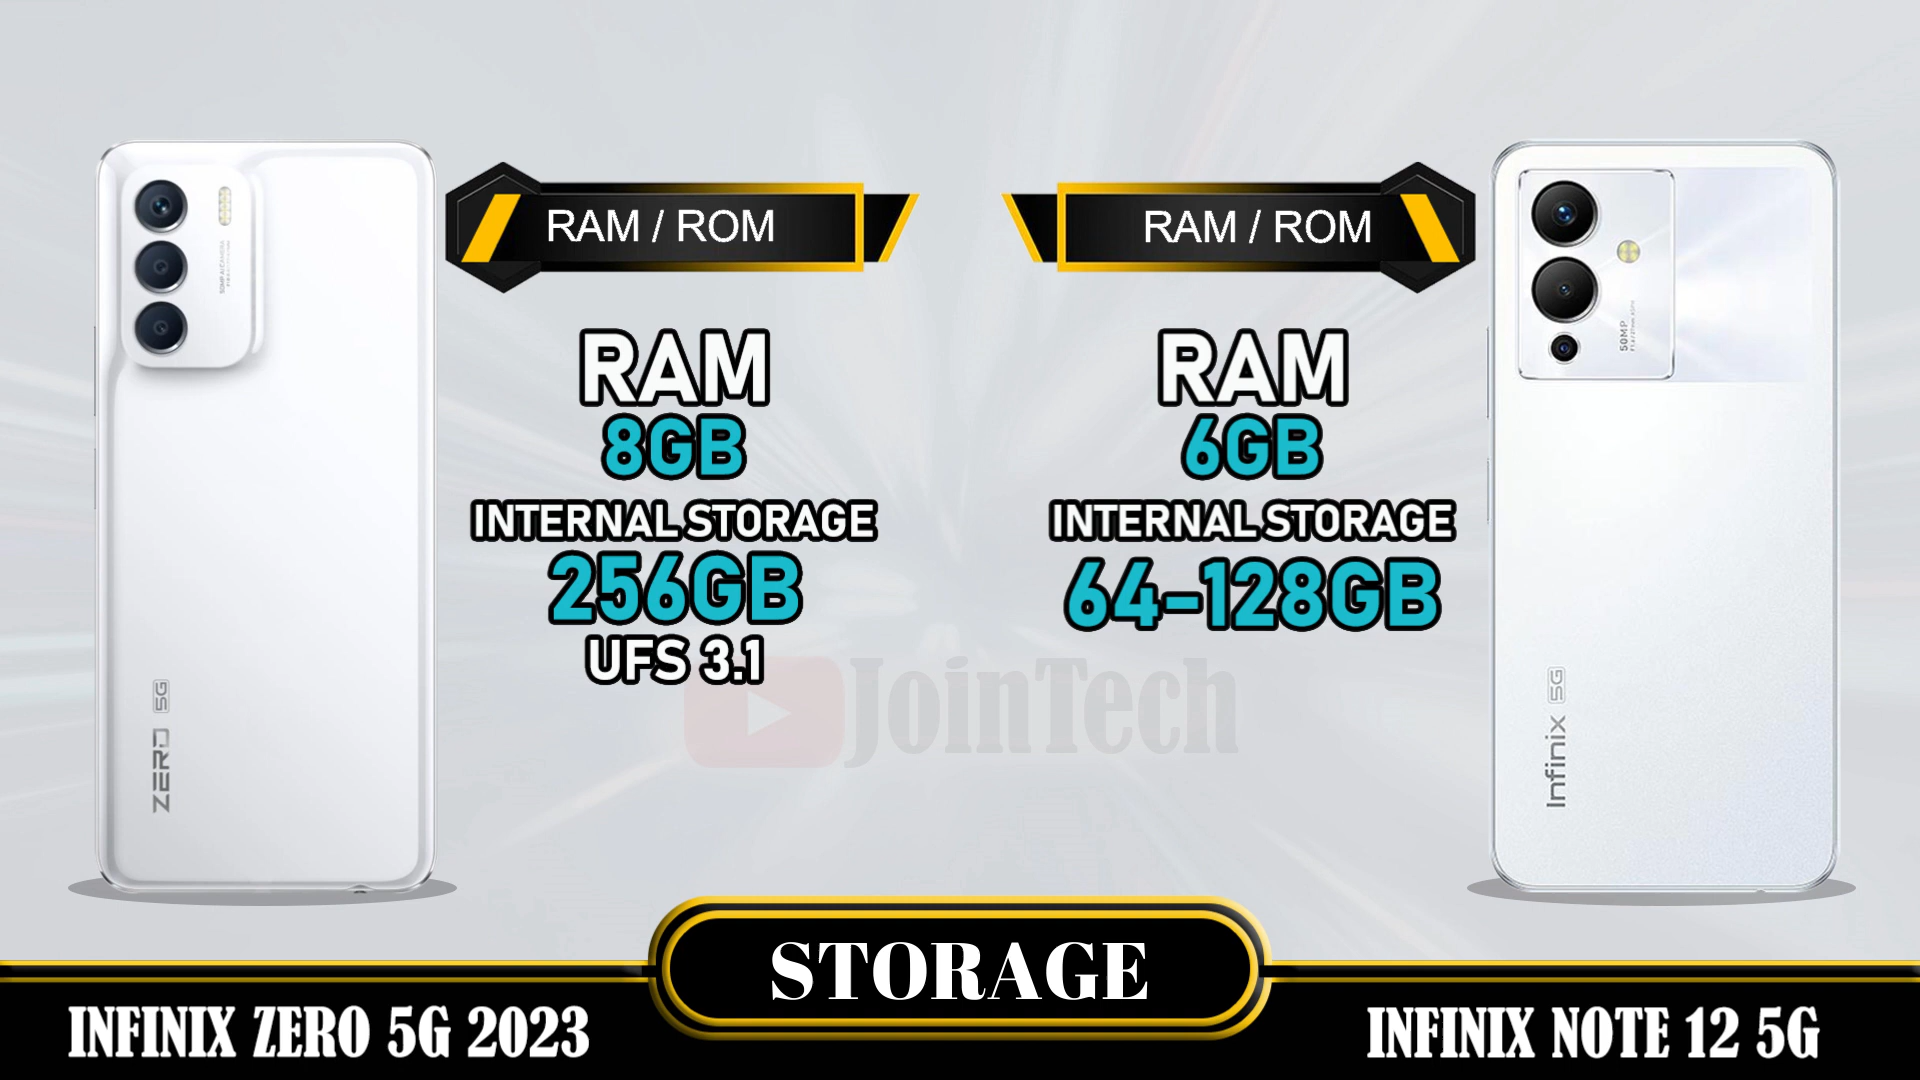 RAM / ROM
RAM
8GB
INTERNAL STORAGE
256GB
UFS 3.1
RAM / ROM
RAM
6GB
INTERNAL STORAGE
64-128GB
JoinTech
ZERO 5G
50MP
Infinix 5G
STORAGE
INFINIX ZERO 5G 2023
INFINIX NOTE 12 5G